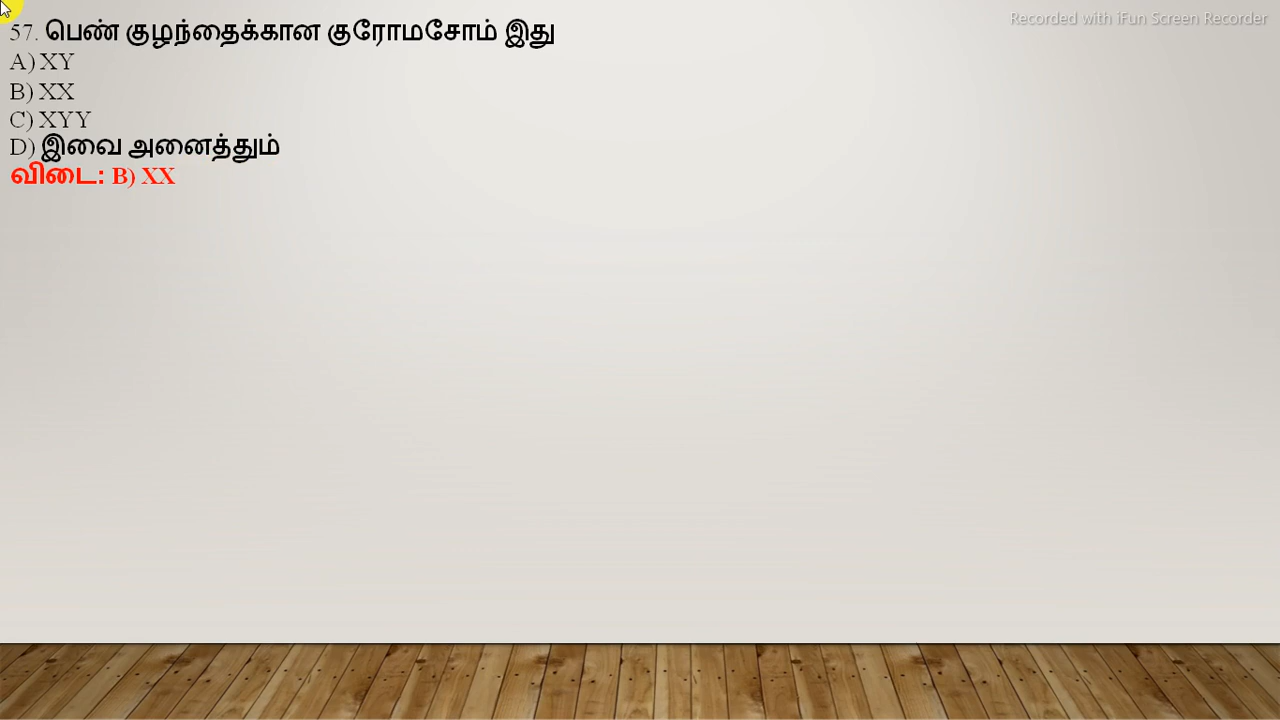 Recorded with iFun Screen Recorder
57. பெண் குழந்தைக்கான குரோமசோம் இது
A) XY
B) XX
C) XYY
D) இவை அனைத்தும்
விடை: B) XX